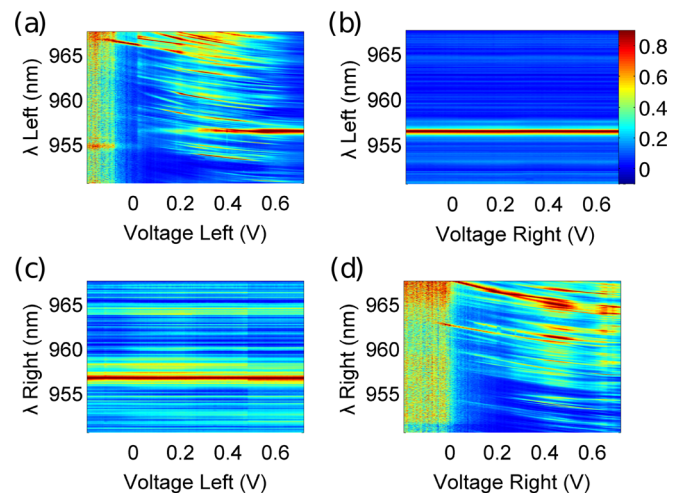 (a)
λ Left (nm)
965
960
955
0 0.2 0.4 0.6
Voltage Left (V)
(b)
λ Left (nm)
965
960
955
0 0.2 0.4 0.6
Voltage Right (V)
0.8
0.6
0.4
0.2
0
(c)
λ Right (nm)
965
960
955
0 0.2 0.4 0.6
Voltage Left (V)
(d)
λ Right (nm)
965
960
955
0 0.2 0.4 0.6
Voltage Right (V)